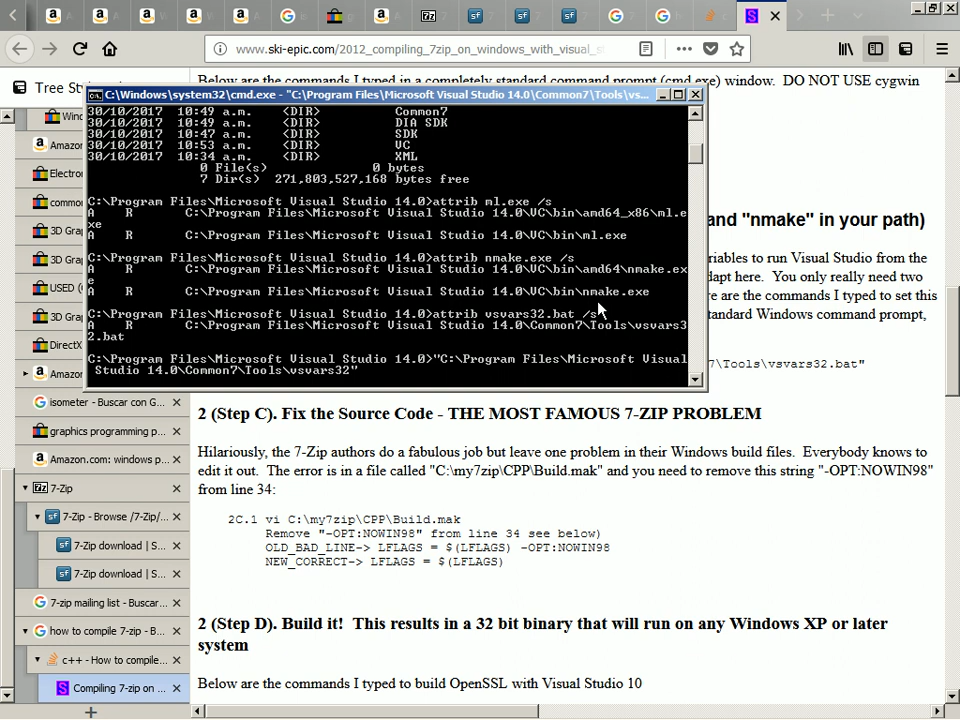 www.ski-epic.com/2012_compiling_7zip_on_windows_with_visual_s
Tree Sty
Below are the commands I typed in a completely standard command prompt (cmd.exe) window. DO NOT USE cygwin
C:\Windows\system32\cmd.exe - "C:\Program Files\Microsoft Visual Studio 14.0\Common7\Tools\vs...
30/10/2017 10:49 a.m. <DIR> Common7
30/10/2017 10:49 a.m. <DIR> DIA SDK
30/10/2017 10:47 a.m. <DIR> SDK
30/10/2017 10:53 a.m. <DIR> VC
30/10/2017 10:34 a.m. <DIR> XML
0 File(s) 0 bytes
7 Dir(s) 271,803,527,168 bytes free
C:\Program Files\Microsoft Visual Studio 14.0>attrib ml.exe /s
A R C:\Program Files\Microsoft Visual Studio 14.0\VC\bin\amd64_x86\ml.e
xe
A R C:\Program Files\Microsoft Visual Studio 14.0\VC\bin\ml.exe
C:\Program Files\Microsoft Visual Studio 14.0>attrib nmake.exe /s
A R C:\Program Files\Microsoft Visual Studio 14.0\VC\bin\amd64\nmake.ex
e
A R C:\Program Files\Microsoft Visual Studio 14.0\VC\bin\nmake.exe
C:\Program Files\Microsoft Visual Studio 14.0>attrib vsvars32.bat /s
A R C:\Program Files\Microsoft Visual Studio 14.0\Common7\Tools\vsvars3
2.bat
C:\Program Files\Microsoft Visual Studio 14.0>"C:\Program Files\Microsoft Visual
Studio 14.0\Common7\Tools\vsvars32"
and "nmake" in your path)
riables to run Visual Studio from the
dapt here. You only really need two
re are the commands I typed to set this
tandard Windows command prompt,
7\Tools\vsvars32.bat"
Wind
Amazo
Electron
commo
3D Gra
3D Gra
USED (
3D Gra
DirectX
Amazo
isometer - Buscar con G...
graphics programming p...
Amazon.com: windows p...
7-Zip
7-Zip - Browse /7-Zip/...
7-Zip download | S...
7-Zip download | S...
7-zip mailing list - Buscar...
how to compile 7-zip - B...
c++ - How to compile...
Compiling 7-zip on ...
2 (Step C). Fix the Source Code - THE MOST FAMOUS 7-ZIP PROBLEM
Hilariously, the 7-Zip authors do a fabulous job but leave one problem in their Windows build files. Everybody knows to
edit it out. The error is in a file called "C:\my7zip\CPP\Build.mak" and you need to remove this string "-OPT:NOWIN98"
from line 34:
2C.1 vi C:\my7zip\CPP\Build.mak
Remove "-OPT:NOWIN98" from line 34 see below)
OLD_BAD_LINE-> LFLAGS = $(LFLAGS) -OPT:NOWIN98
NEW_CORRECT-> LFLAGS = $(LFLAGS)
2 (Step D). Build it! This results in a 32 bit binary that will run on any Windows XP or later
system
Below are the commands I typed to build OpenSSL with Visual Studio 10